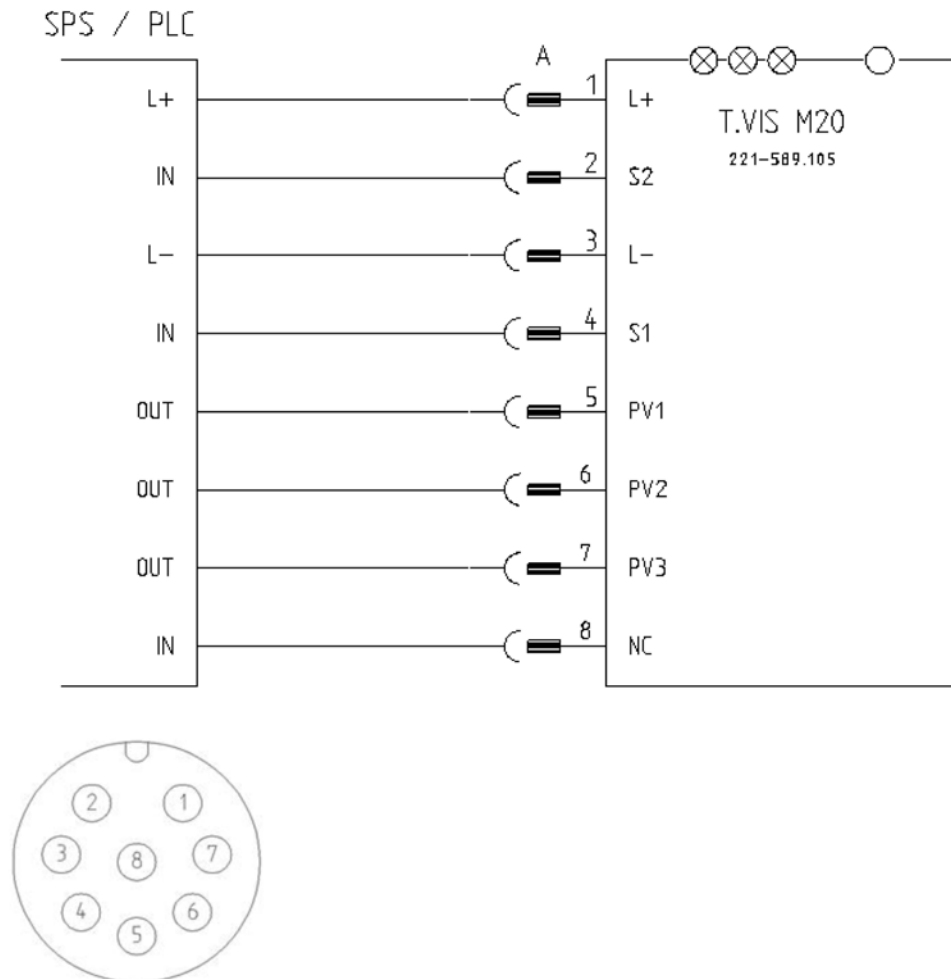 SPS / PLC
A
T.VIS M20
221-589.105
L+ 1 L+
IN 2 S2
L- 3 L-
IN 4 S1
OUT 5 PV1
OUT 6 PV2
OUT 7 PV3
IN 8 NC
2 1
3 8 7
4 6
5